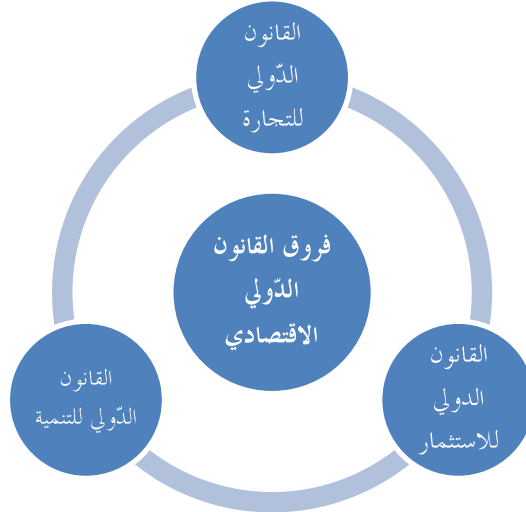 القانون
الدّولي
للتجارة
فروق القانون
الدّولي
الاقتصادي
القانون
الدولي
للاستثمار
القانون
الدّولي للتنمية